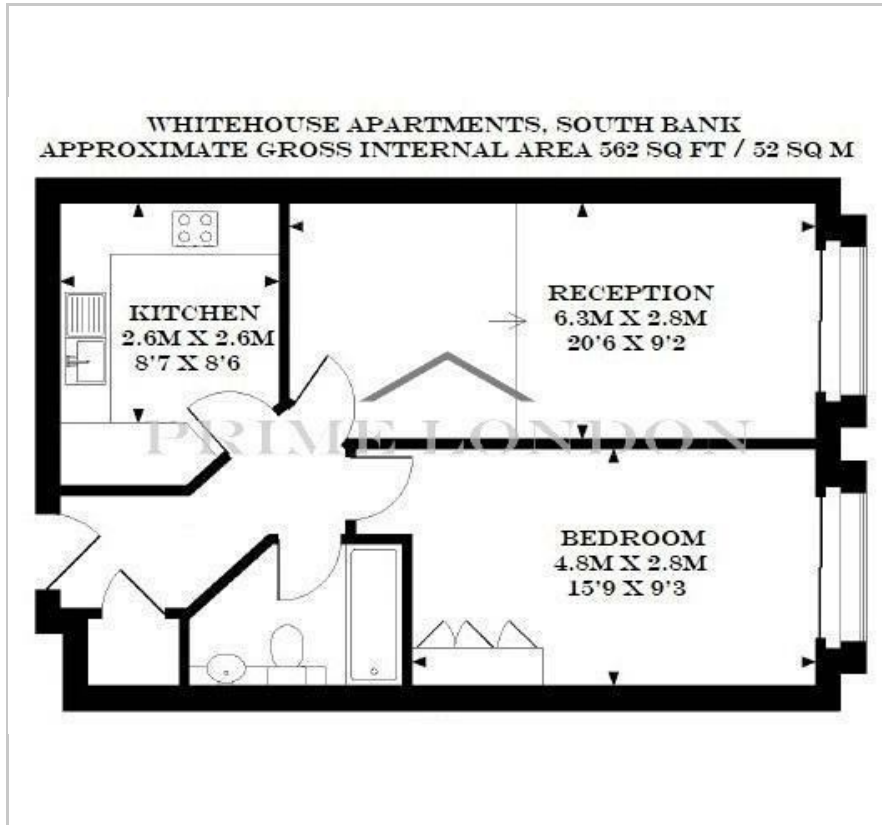 WHITEHOUSE APARTMENTS, SOUTH BANK
APPROXIMATE GROSS INTERNAL AREA 562 SQ FT / 52 SQ M
KITCHEN
2.6M X 2.6M
8'7 X 8'6
RECEPTION
6.3M X 2.8M
20'6 X 9'2
PRIME LONDON
BEDROOM
4.8M X 2.8M
15'9 X 9'3